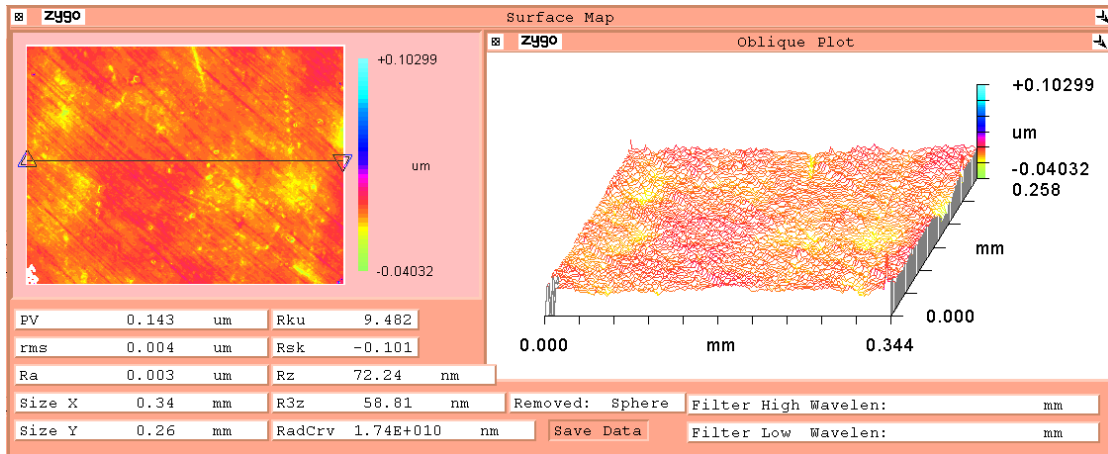 zygo Surface Map
+0.10299
um
-0.04032
zygo Oblique Plot
+0.10299
um
-0.04032
0.258
mm
0.000
0.000 mm 0.344
PV 0.143 um
rms 0.004 um
Ra 0.003 um
Size X 0.34 mm
Size Y 0.26 mm
Rku 9.482
Rsk -0.101
Rz 72.24 nm
R3z 58.81 nm
RadCrv 1.74E+010 nm
Removed: Sphere
Save Data
Filter High Wavelen: mm
Filter Low Wavelen: mm